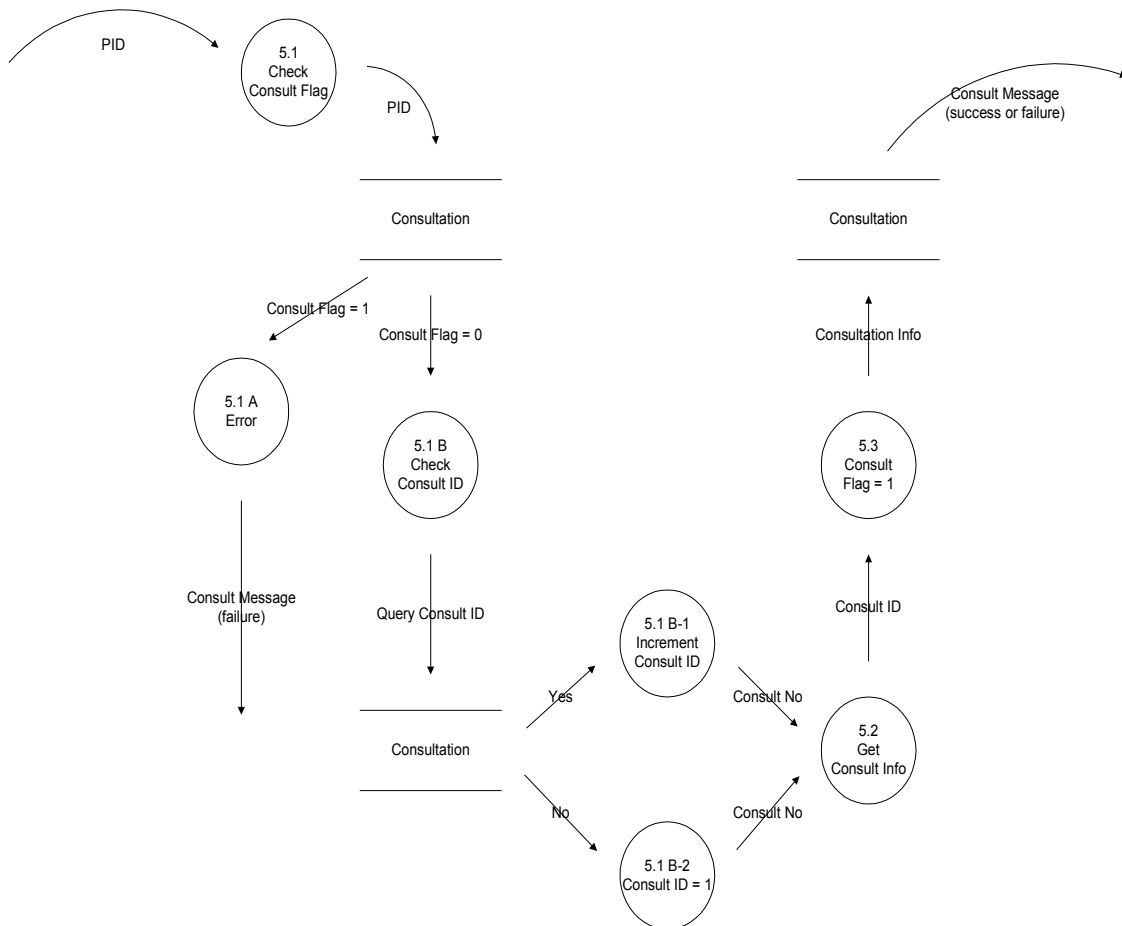 PID
5.1
Check
Consult Flag
PID
Consult Message
(success or failure)
Consultation
Consultation
Consult Flag = 1
Consult Flag = 0
Consultation Info
5.1 A
Error
5.1 B
Check
Consult ID
5.3
Consult
Flag = 1
Consult Message
(failure)
Query Consult ID
Consult ID
5.1 B-1
Increment
Consult ID
Yes
Consult No
5.2
Get
Consult Info
Consultation
No
Consult No
5.1 B-2
Consult ID = 1